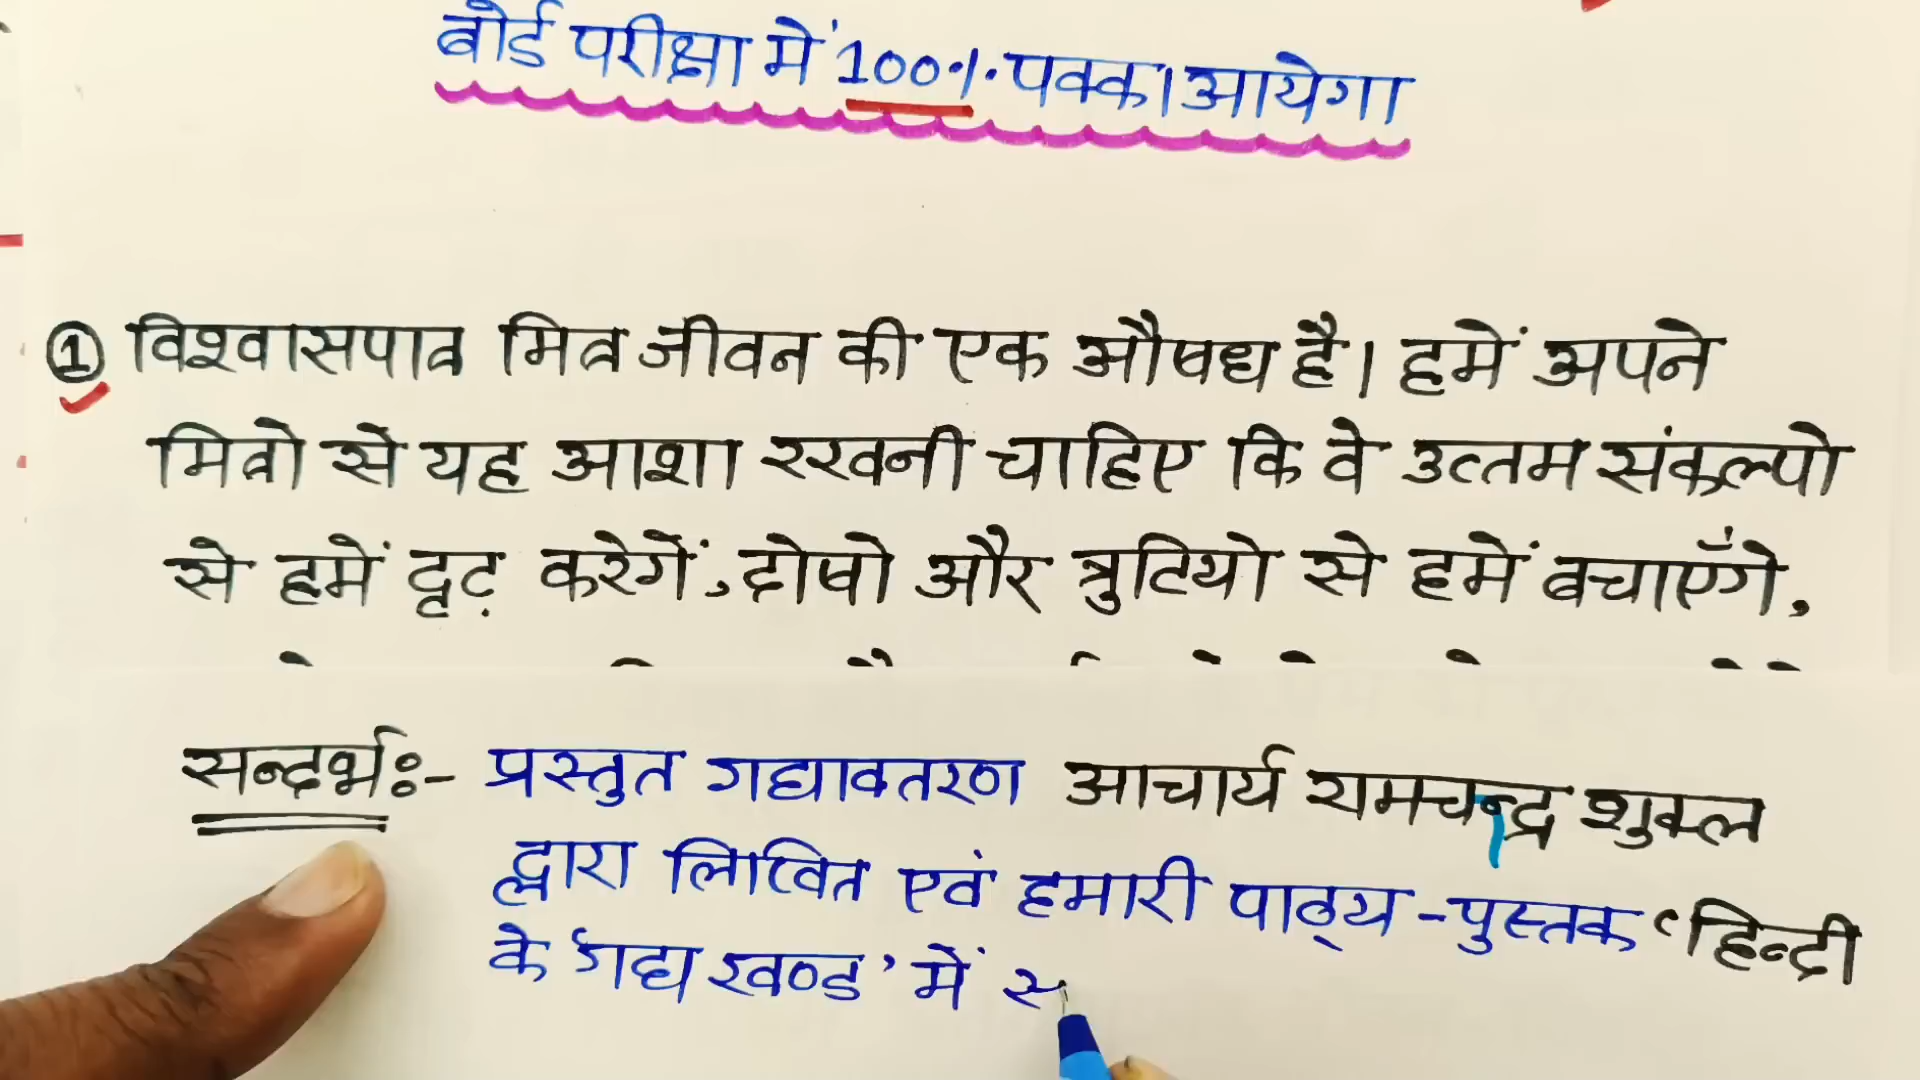 बोर्ड परीक्षा में 100% पक्का आयेगा
① विश्वासपात्र मित्र जीवन की एक औषध है। हमें अपने
मित्रो से यह आशा रखनी चाहिए कि वे उत्तम संकल्पो
से हमें दृढ़ करेगें, दोषो और त्रुटियो से हमें बचाएँगे,
सन्दर्भः- प्रस्तुत गद्यावतरण आचार्य रामचन्द्र शुक्ल
द्वारा लिखित एवं हमारी पाठ्य-पुस्तक ‘हिन्दी
के ‘गद्य खण्ड’ में स